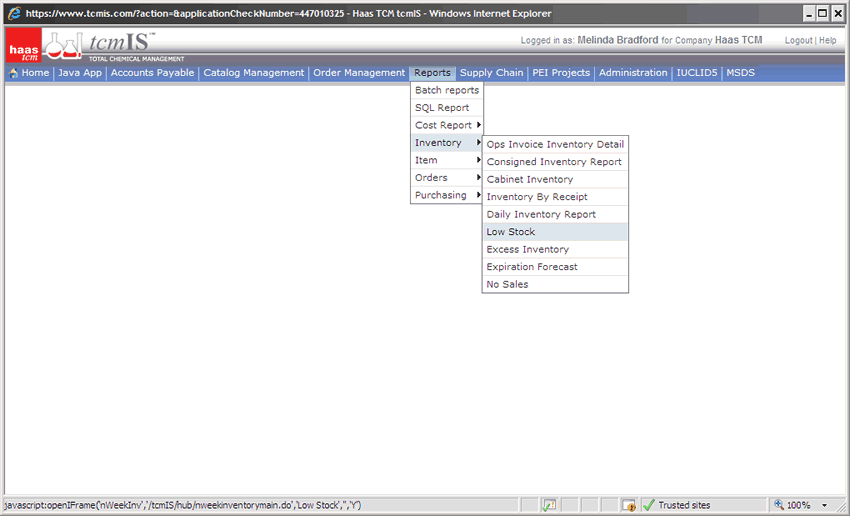 https://www.tcmis.com/?action=&applicationCheckNumber=447010325 - Haas TCM tcmIS - Windows Internet Explorer
haas
tcm
tcmIS™
TOTAL CHEMICAL MANAGEMENT
Logged in as: Melinda Bradford for Company Haas TCM
Logout | Help
Home | Java App | Accounts Payable | Catalog Management | Order Management | Reports | Supply Chain | PEI Projects | Administration | IUCLID5 | MSDS
Batch reports
SQL Report
Cost Report
Inventory
Item
Orders
Purchasing
Ops Invoice Inventory Detail
Consigned Inventory Report
Cabinet Inventory
Inventory By Receipt
Daily Inventory Report
Low Stock
Excess Inventory
Expiration Forecast
No Sales
javascript:openIFrame('nWeekInv','/tcmIS/hub/nweekinventorymain.do','Low Stock','','Y')
Trusted sites
100%